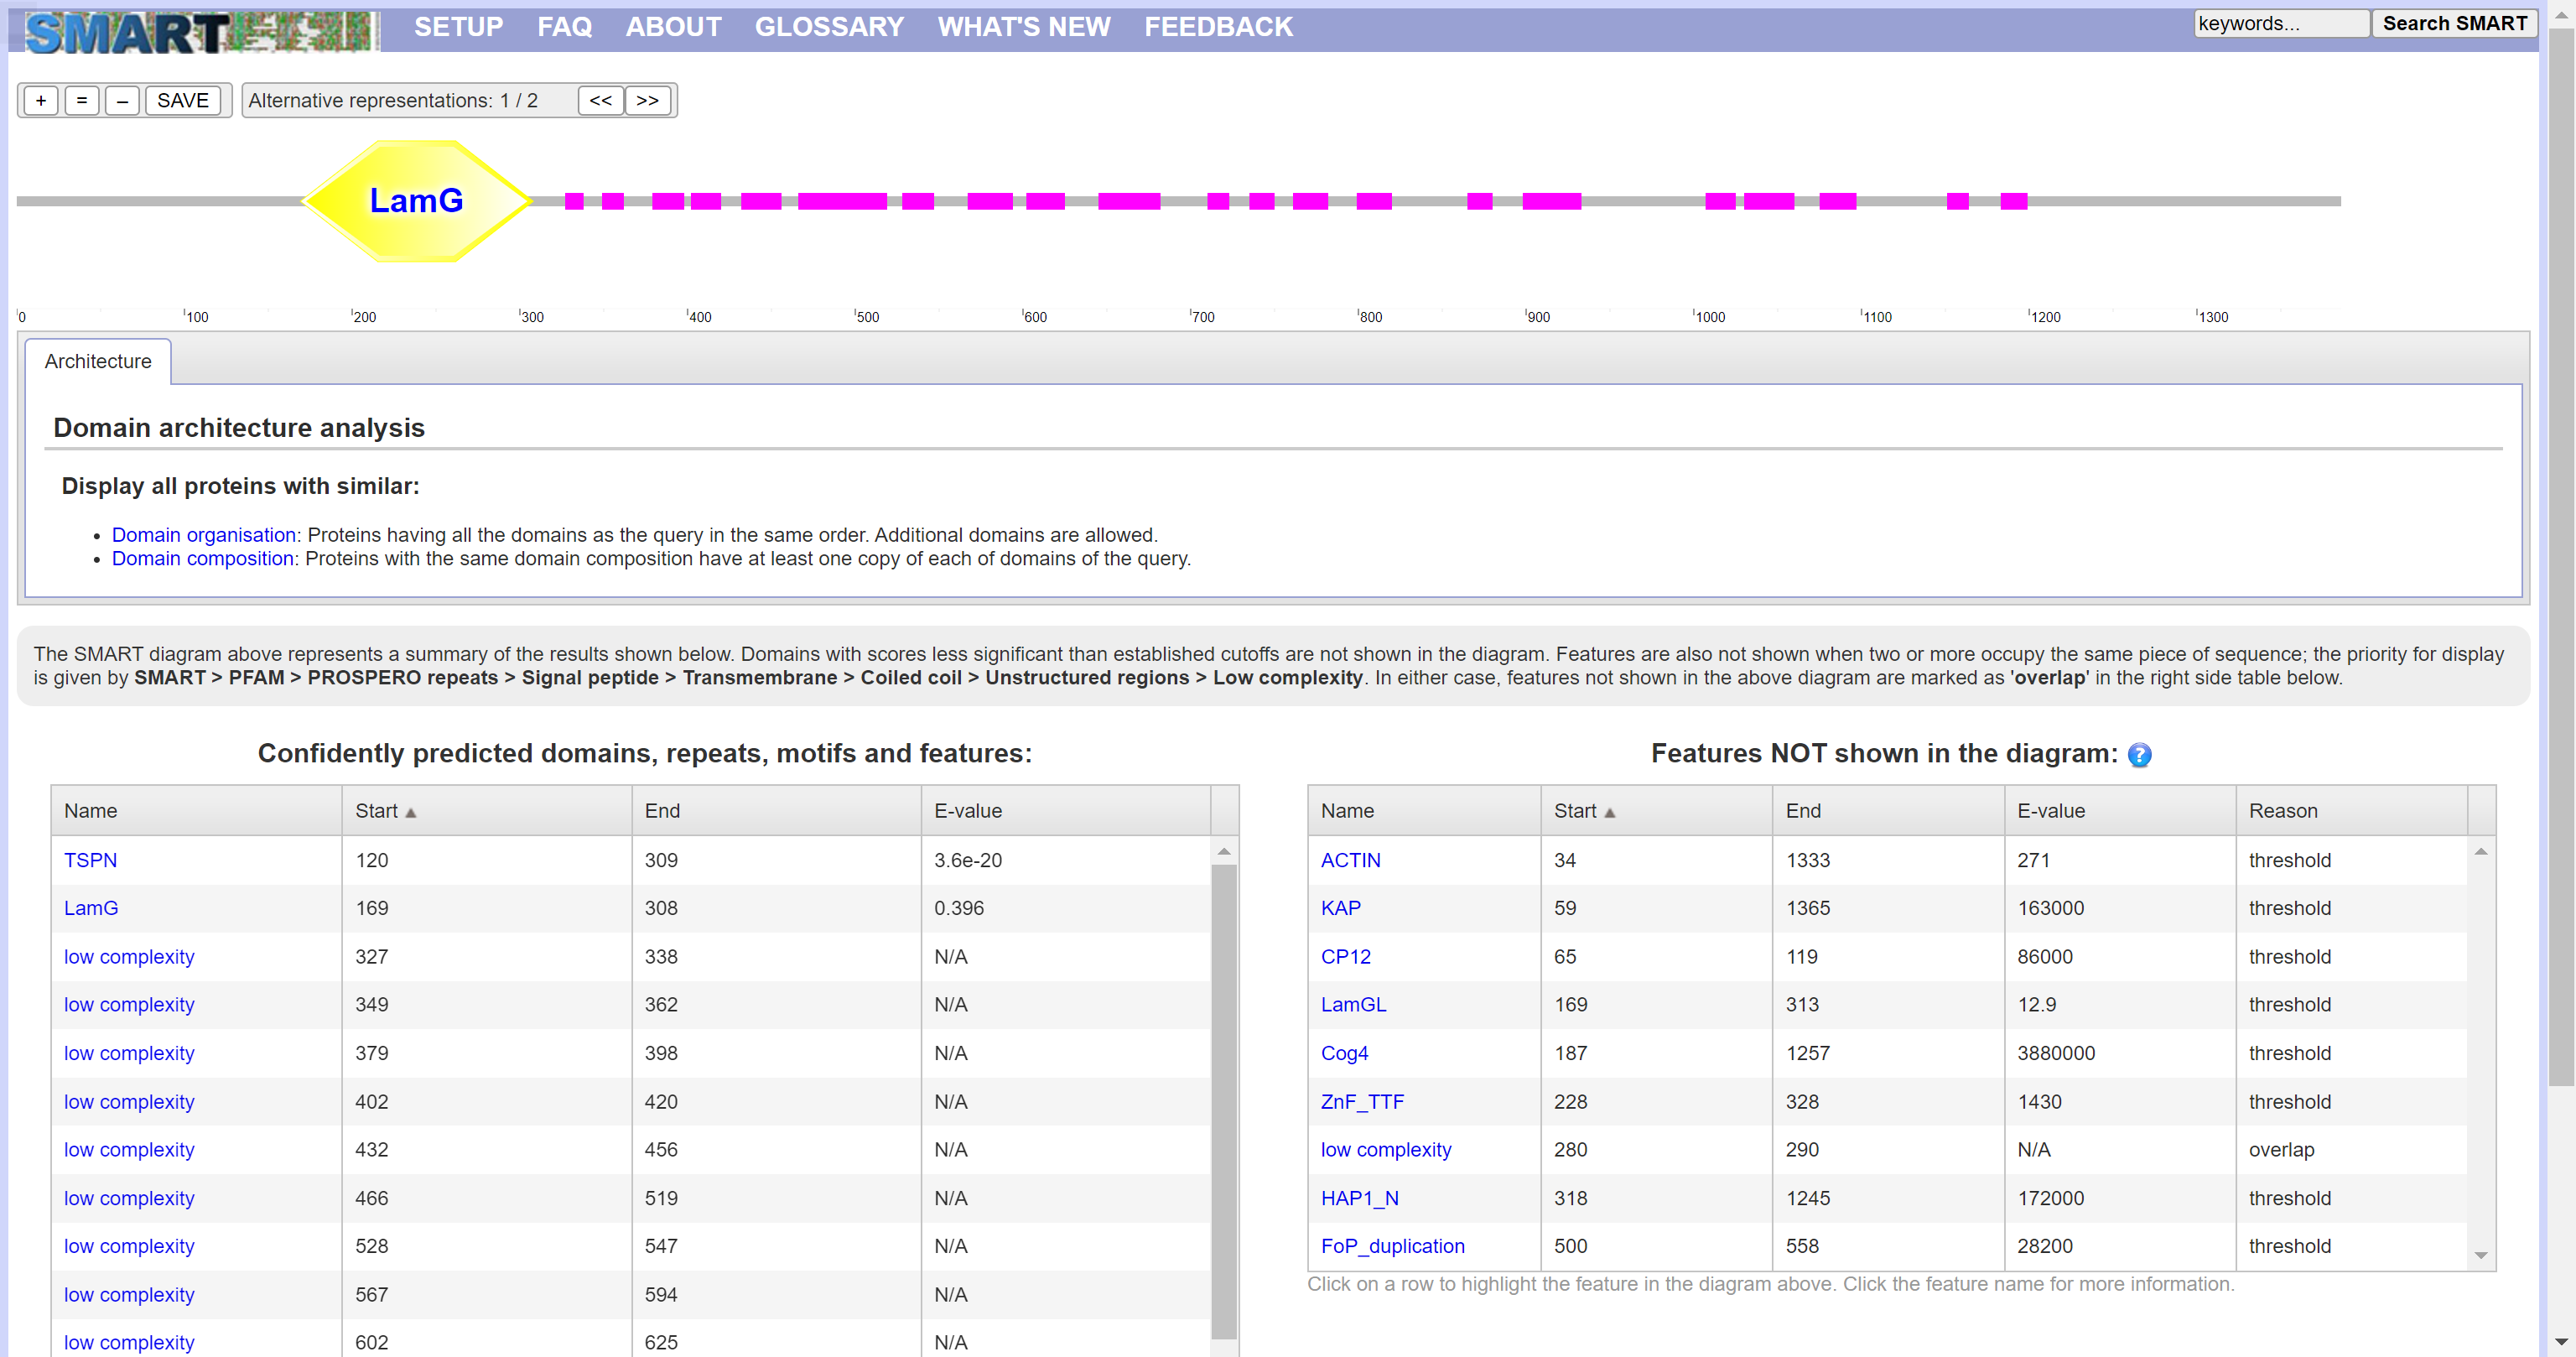 SMART SETUP FAQ ABOUT GLOSSARY WHAT'S NEW FEEDBACK keywords... Search SMART
+ = – SAVE Alternative representations: 1 / 2 << >>
LamG
0 100 200 300 400 500 600 700 800 900 1000 1100 1200 1300
Architecture
Domain architecture analysis
Display all proteins with similar:
• Domain organisation: Proteins having all the domains as the query in the same order. Additional domains are allowed.
• Domain composition: Proteins with the same domain composition have at least one copy of each of domains of the query.
The SMART diagram above represents a summary of the results shown below. Domains with scores less significant than established cutoffs are not shown in the diagram. Features are also not shown when two or more occupy the same piece of sequence; the priority for display
is given by SMART > PFAM > PROSPERO repeats > Signal peptide > Transmembrane > Coiled coil > Unstructured regions > Low complexity. In either case, features not shown in the above diagram are marked as 'overlap' in the right side table below.
Confidently predicted domains, repeats, motifs and features:
Name Start End E-value
TSPN 120 309 3.6e-20
LamG 169 308 0.396
low complexity 327 338 N/A
low complexity 349 362 N/A
low complexity 379 398 N/A
low complexity 402 420 N/A
low complexity 432 456 N/A
low complexity 466 519 N/A
low complexity 528 547 N/A
low complexity 567 594 N/A
low complexity 602 625 N/A
Features NOT shown in the diagram: ?
Name Start End E-value Reason
ACTIN 34 1333 271 threshold
KAP 59 1365 163000 threshold
CP12 65 119 86000 threshold
LamGL 169 313 12.9 threshold
Cog4 187 1257 3880000 threshold
ZnF_TTF 228 328 1430 threshold
low complexity 280 290 N/A overlap
HAP1_N 318 1245 172000 threshold
FoP_duplication 500 558 28200 threshold
Click on a row to highlight the feature in the diagram above. Click the feature name for more information.